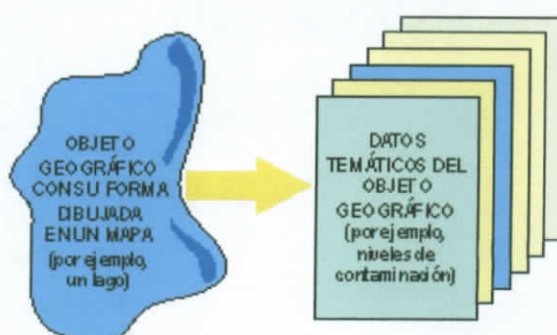 OBJETO
GEOGRÁFICO
CON SU FORMA
DIBUJADA
EN UN MAPA
(por ejemplo,
un lago)
DATOS
TEMÁTICOS DEL
OBJETO
GEOGRÁFICO
(por ejemplo,
niveles de
contaminación)